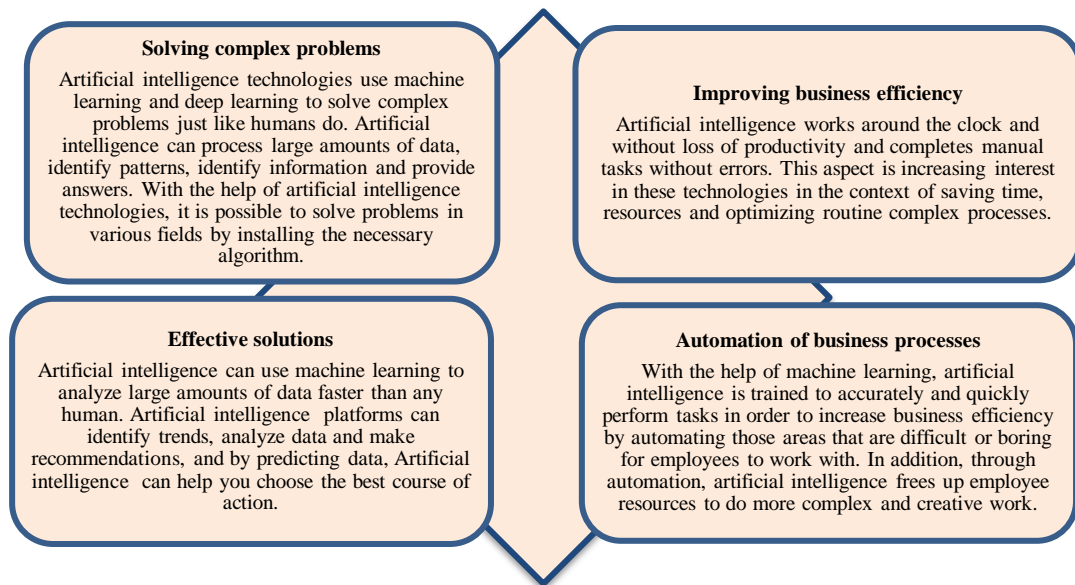 Solving complex problems
Artificial intelligence technologies use machine
learning and deep learning to solve complex
problems just like humans do. Artificial
intelligence can process large amounts of data,
identify patterns, identify information and provide
answers. With the help of artificial intelligence
technologies, it is possible to solve problems in
various fields by installing the necessary
algorithm.
Improving business efficiency
Artificial intelligence works around the clock and
without loss of productivity and completes manual
tasks without errors. This aspect is increasing interest
in these technologies in the context of saving time,
resources and optimizing routine complex processes.
Effective solutions
Artificial intelligence can use machine learning to
analyze large amounts of data faster than any
human. Artificial intelligence platforms can
identify trends, analyze data and make
recommendations, and by predicting data, Artificial
intelligence can help you choose the best course of
action.
Automation of business processes
With the help of machine learning, artificial
intelligence is trained to accurately and quickly
perform tasks in order to increase business efficiency
by automating those areas that are difficult or boring
for employees to work with. In addition, through
automation, artificial intelligence frees up employee
resources to do more complex and creative work.